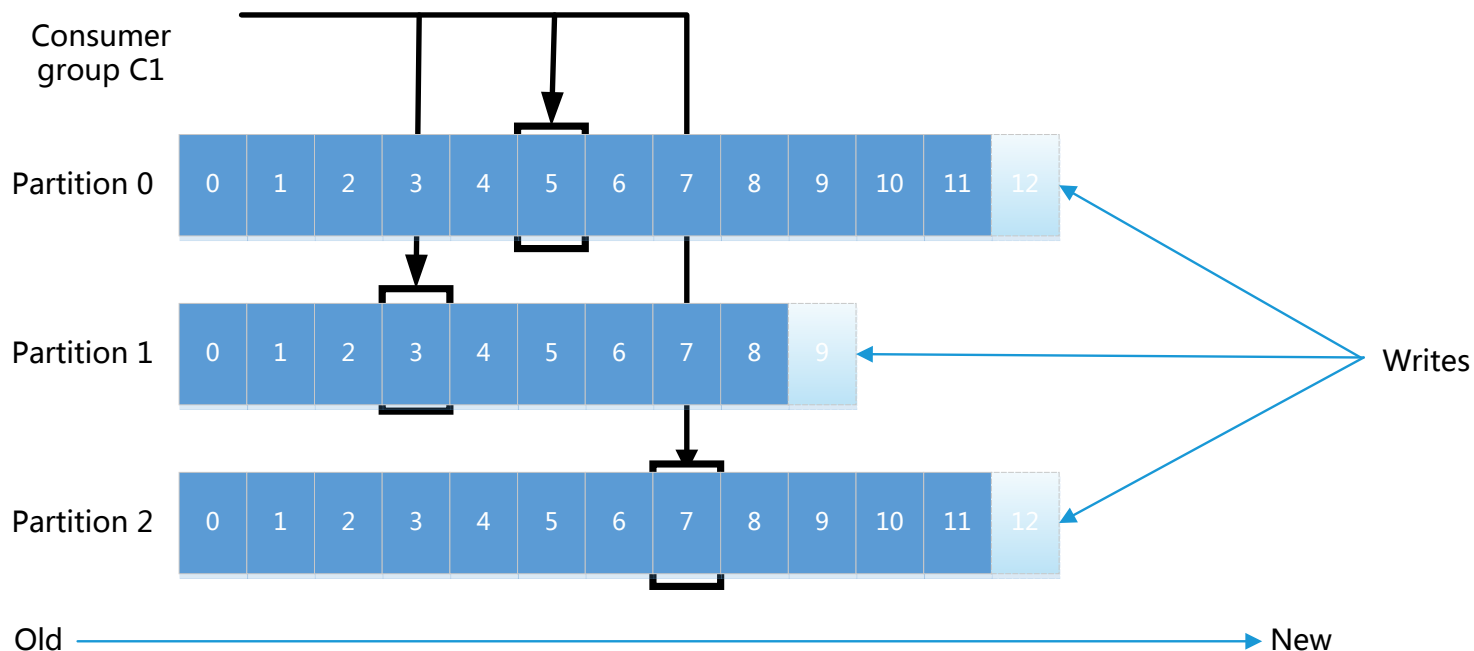 Consumer
group C1
Partition 0 0 1 2 3 4 5 6 7 8 9 10 11 12
Partition 1 0 1 2 3 4 5 6 7 8 9
Writes
Partition 2 0 1 2 3 4 5 6 7 8 9 10 11 12
Old New